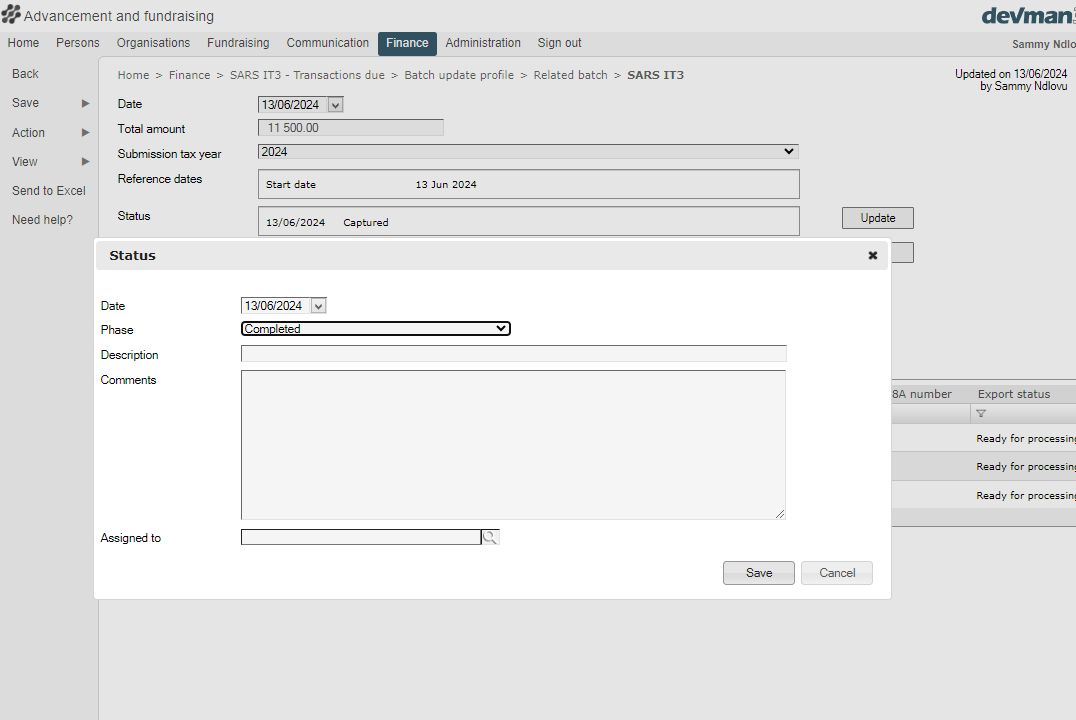 Advancement and fundraising
devman
Home Persons Organisations Fundraising Communication Finance Administration Sign out
Sammy Ndlo
Back
Save
Action
View
Send to Excel
Need help?
Home > Finance > SARS IT3 - Transactions due > Batch update profile > Related batch > SARS IT3
Updated on 13/06/2024
by Sammy Ndlovu
Date 13/06/2024
Total amount 11 500.00
Submission tax year 2024
Reference dates Start date 13 Jun 2024
Status 13/06/2024 Captured Update
Status
Date 13/06/2024
Phase Completed
Description
Comments
Assigned to
Save Cancel
8A number Export status
Ready for processing
Ready for processing
Ready for processing